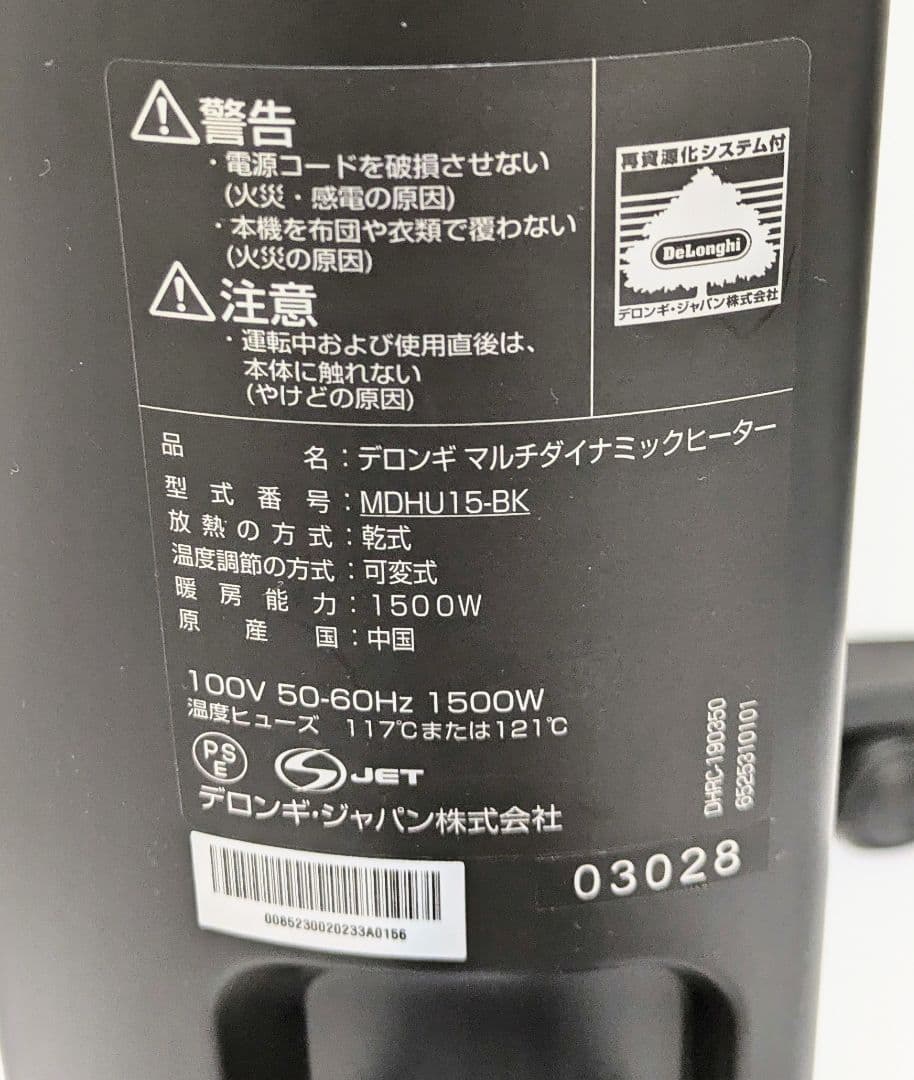 警告
・電源コードを破損させない
(火災・感電の原因)
・本機を布団や衣類で覆わない
(火災の原因)
注意
・運転中および使用直後は、
本体に触れない
(やけどの原因)
再資源化システム付
DeLonghi
デロンギ・ジャパン株式会社
品名：デロンギ マルチダイナミックヒーター
型式番号：MDHU15-BK
放熱の方式：乾式
温度調節の方式：可変式
暖房能力：1500W
原産国：中国
100V 50-60Hz 1500W
温度ヒューズ 117℃または121℃
PSE
S JET
デロンギ・ジャパン株式会社
DHRC-190350
6525310101
0085230020233A0156
03028